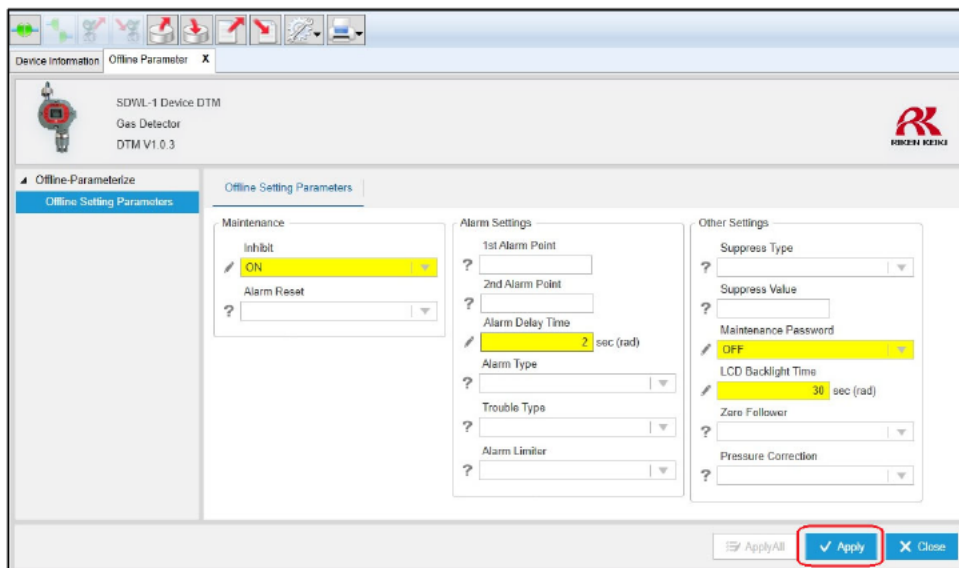 Device Information
Offline Parameter X
SDWL-1 Device DTM
Gas Detector
DTM V1.0.3
RIKEN KEIKI
Offline-Parameterize
Offline Setting Parameters
Offline Setting Parameters
Maintenance
Inhibit
ON
Alarm Reset
?
Alarm Settings
1st Alarm Point
?
2nd Alarm Point
?
Alarm Delay Time
2 sec (rad)
Alarm Type
?
Trouble Type
?
Alarm Limiter
?
Other Settings
Suppress Type
?
Suppress Value
?
Maintenance Password
OFF
LCD Backlight Time
30 sec (rad)
Zero Follower
?
Pressure Correction
?
ApplyAll
Apply
Close